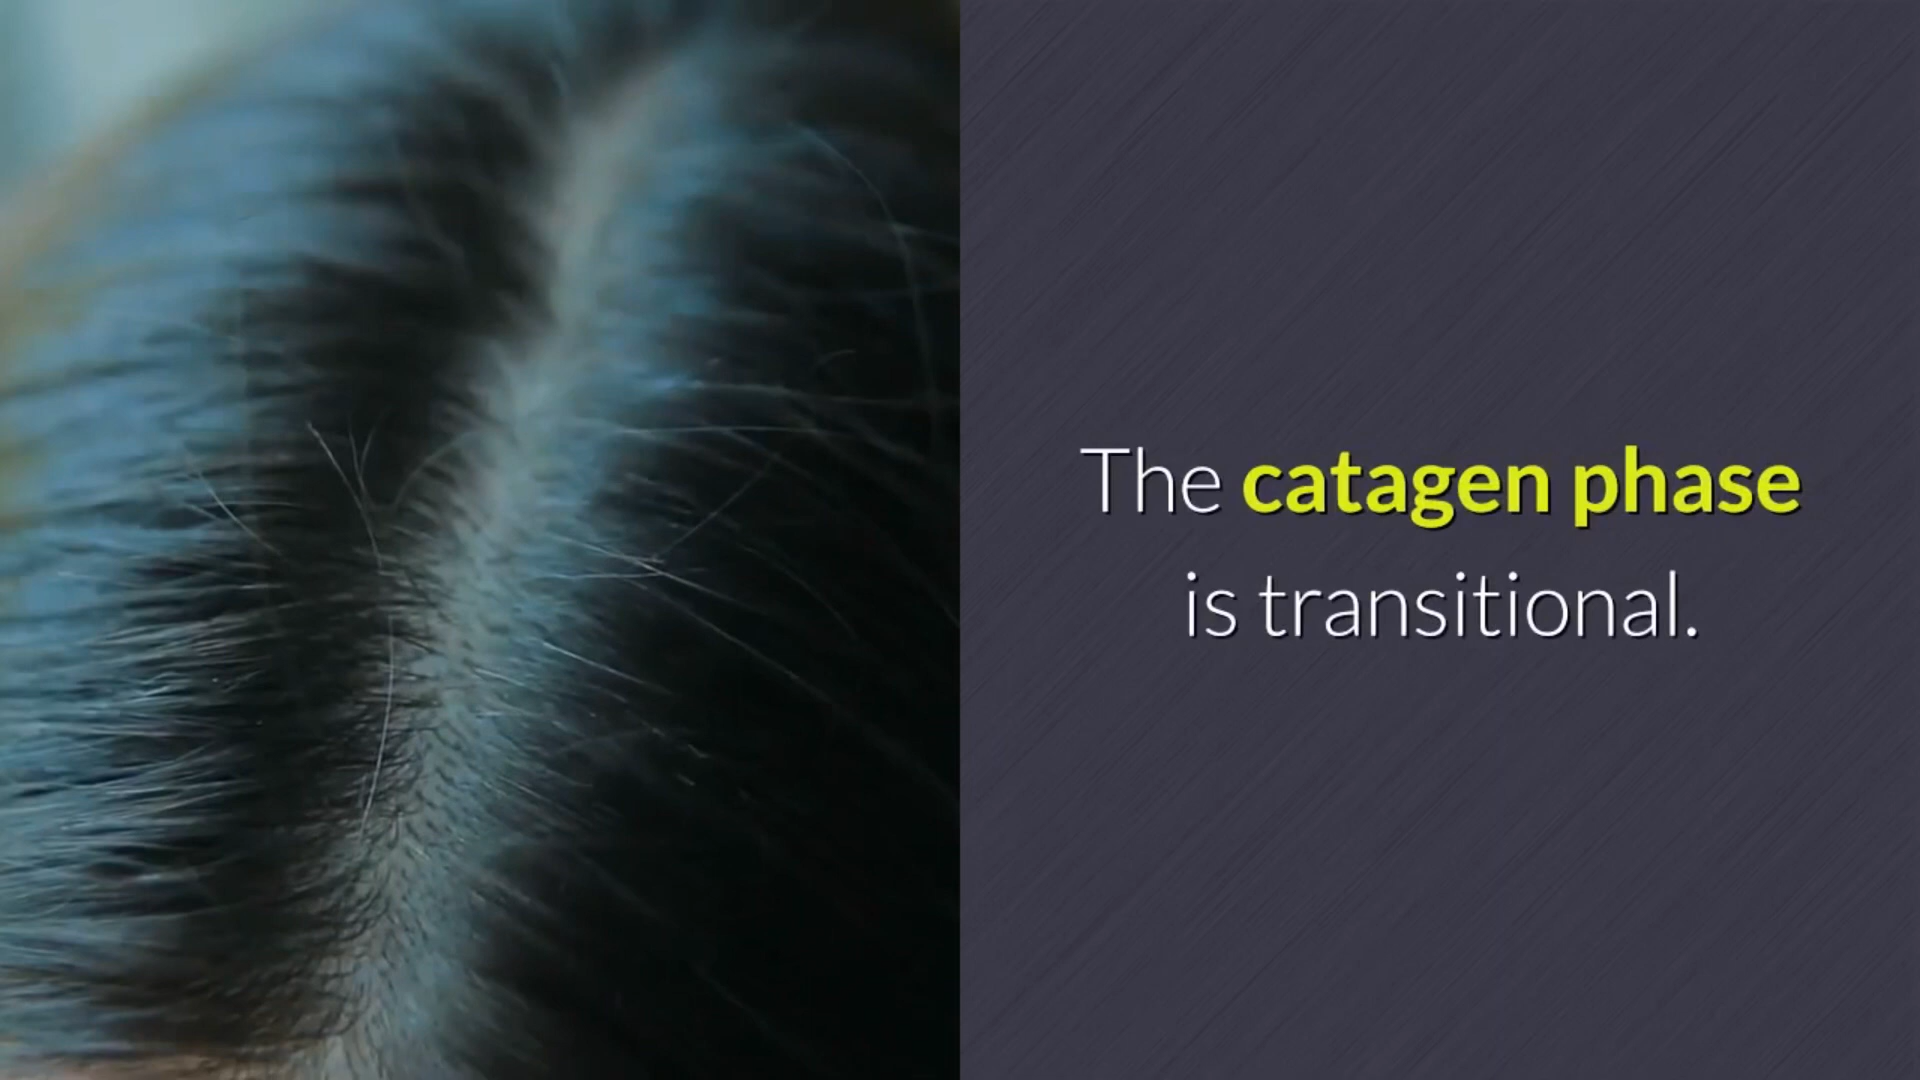 The catagen phase
is transitional.